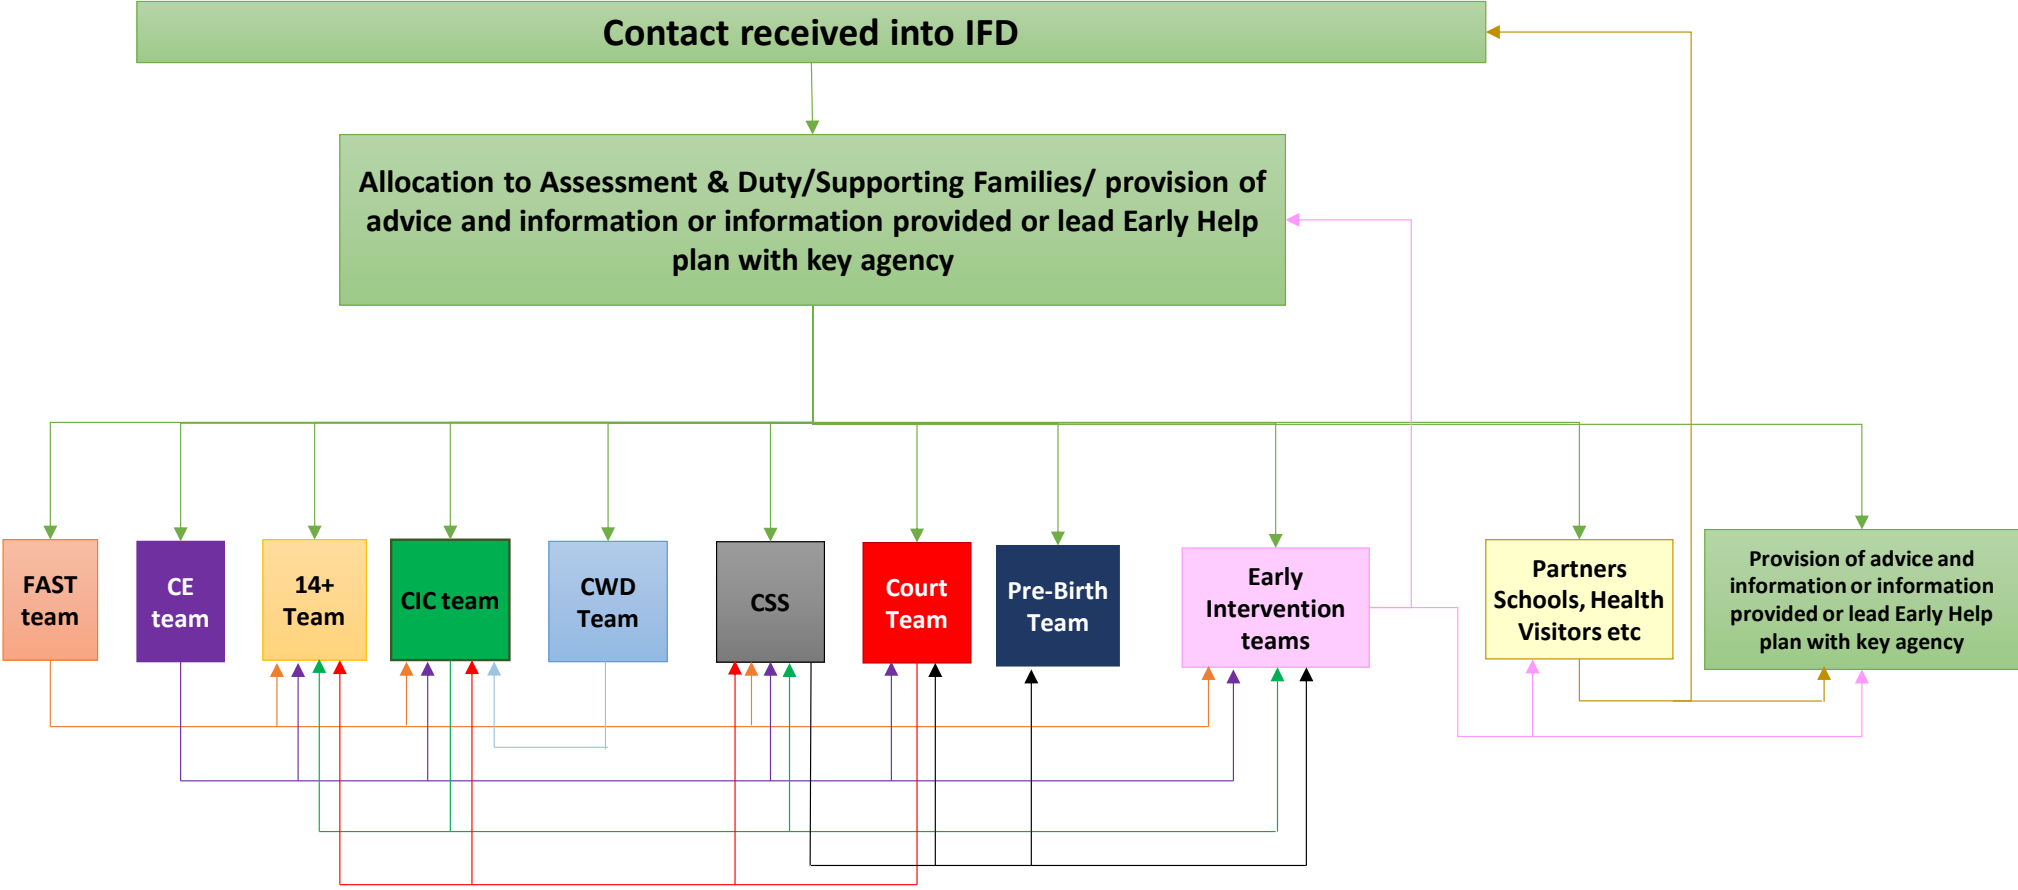 Contact received into IFD
Allocation to Assessment & Duty/Supporting Families/ provision of
advice and information or information provided or lead Early Help
plan with key agency
FAST
team
CE
team
14+
Team
CIC team
CWD
Team
CSS
Court
Team
Pre-Birth
Team
Early
Intervention
teams
Partners
Schools, Health
Visitors etc
Provision of advice and
information or information
provided or lead Early Help
plan with key agency